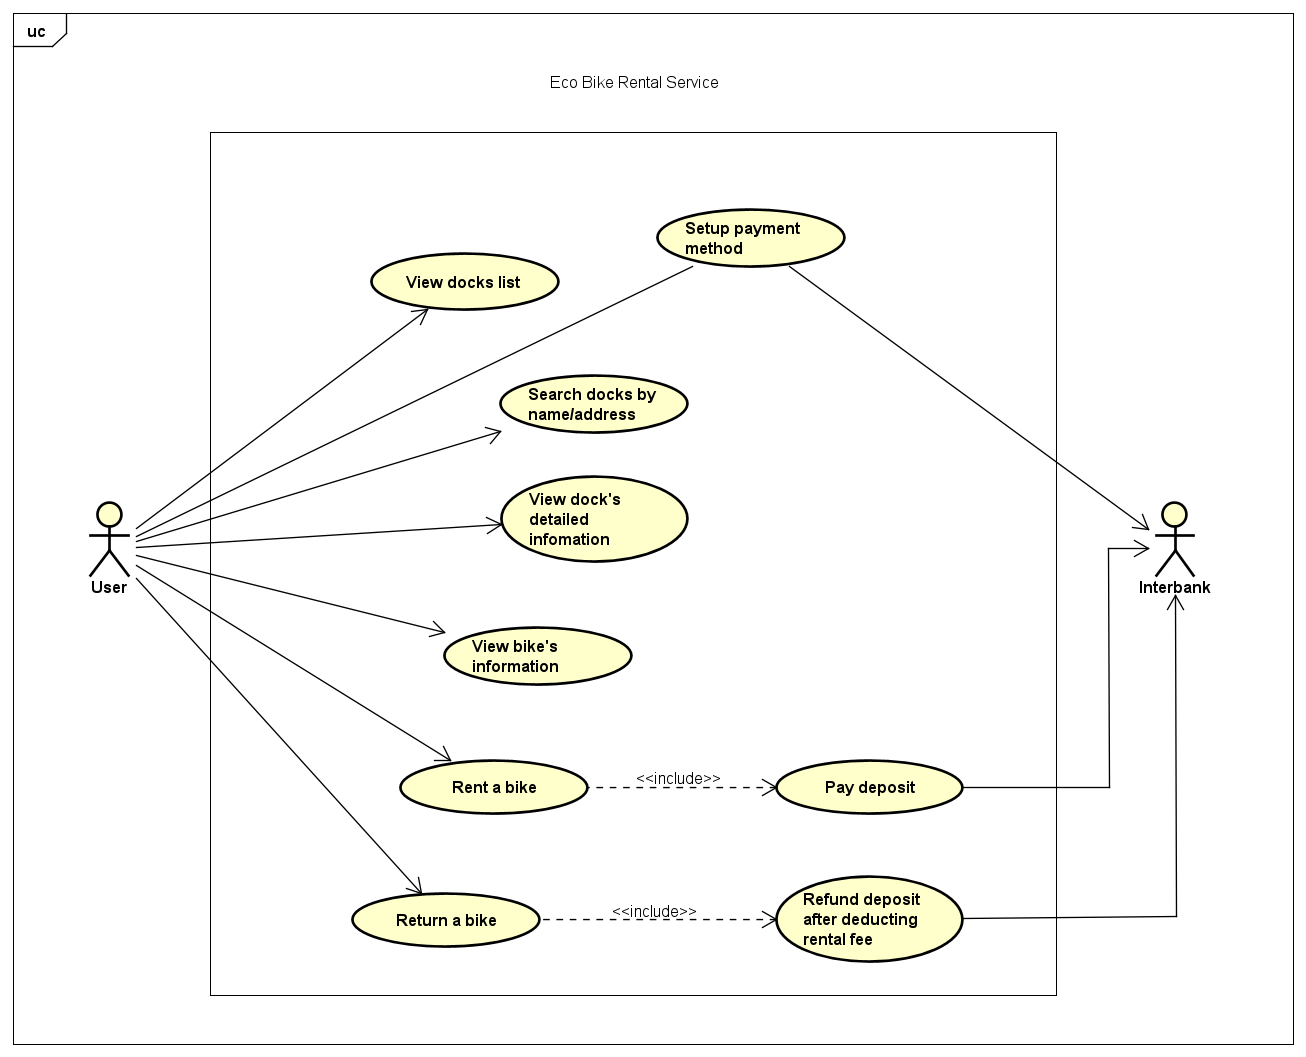 uc
Eco Bike Rental Service
Setup payment
method
View docks list
Search docks by
name/address
View dock's
detailed
infomation
User
Interbank
View bike's
information
Rent a bike
<<include>>
Pay deposit
Return a bike
<<include>>
Refund deposit
after deducting
rental fee